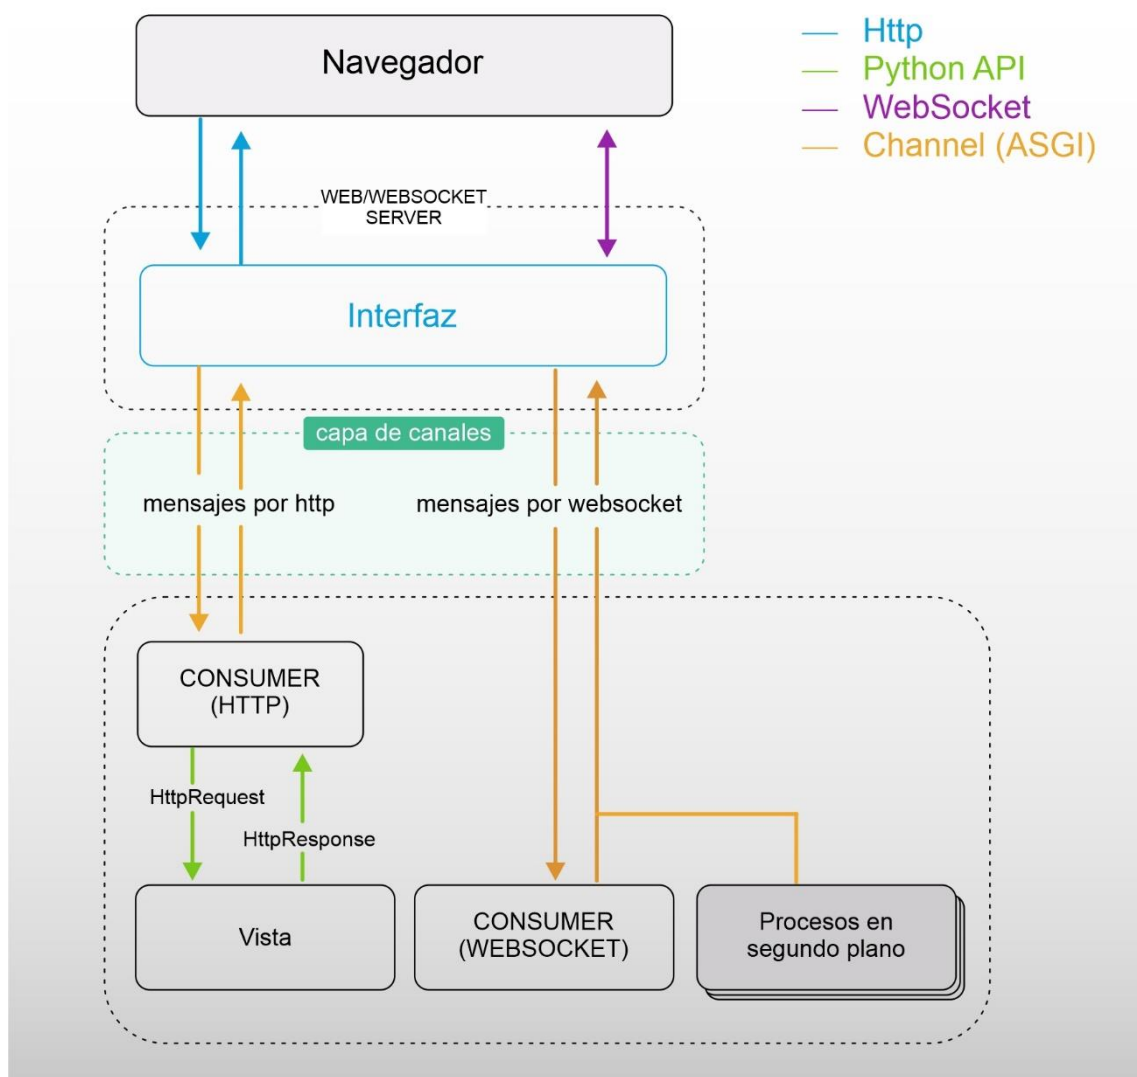 Navegador
Http
Python API
WebSocket
Channel (ASGI)
WEB/WEBSOCKET
SERVER
Interfaz
capa de canales
mensajes por http
mensajes por websocket
CONSUMER
(HTTP)
HttpRequest
HttpResponse
Vista
CONSUMER
(WEBSOCKET)
Procesos en
segundo plano